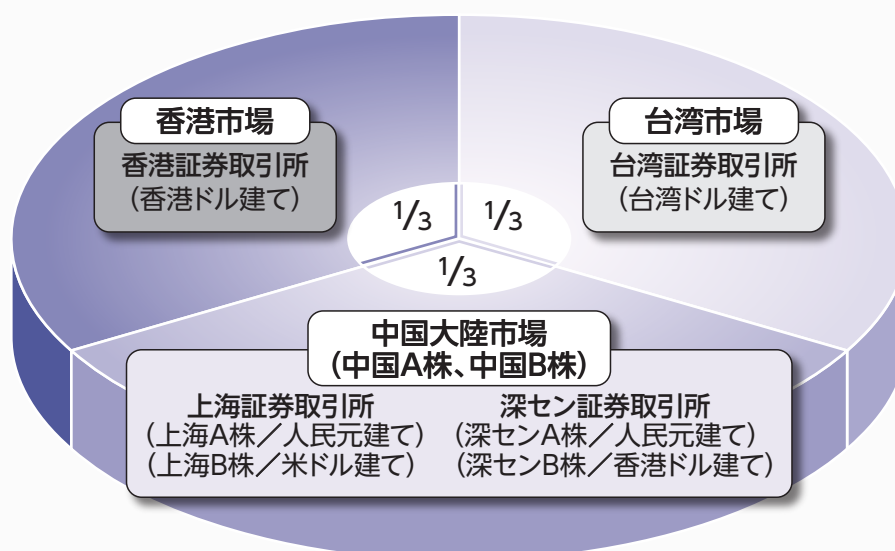 香港市場
香港証券取引所
(香港ドル建て)
台湾市場
台湾証券取引所
(台湾ドル建て)
1/3
1/3
1/3
中国大陸市場
(中国A株、中国B株)
上海証券取引所
(上海A株/人民元建て)
(上海B株/米ドル建て)
深セン証券取引所
(深センA株/人民元建て)
(深センB株/香港ドル建て)